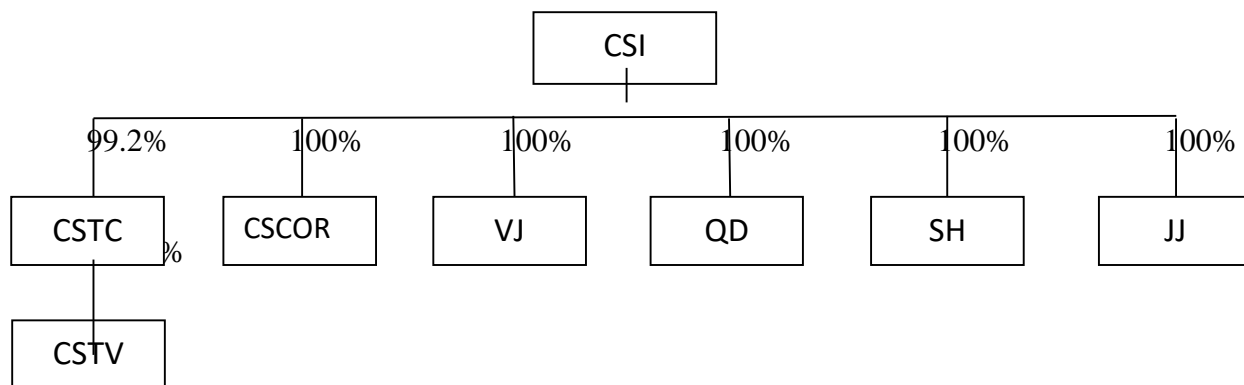 CSI
99.2% 100% 100% 100% 100% 100%
CSTC CSCOR VJ QD SH JJ
%
CSTV